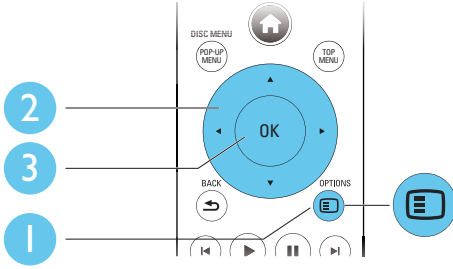 DISC MENU
POP-UP
MENU
TOP
MENU
2
OK
3
BACK
OPTIONS
1